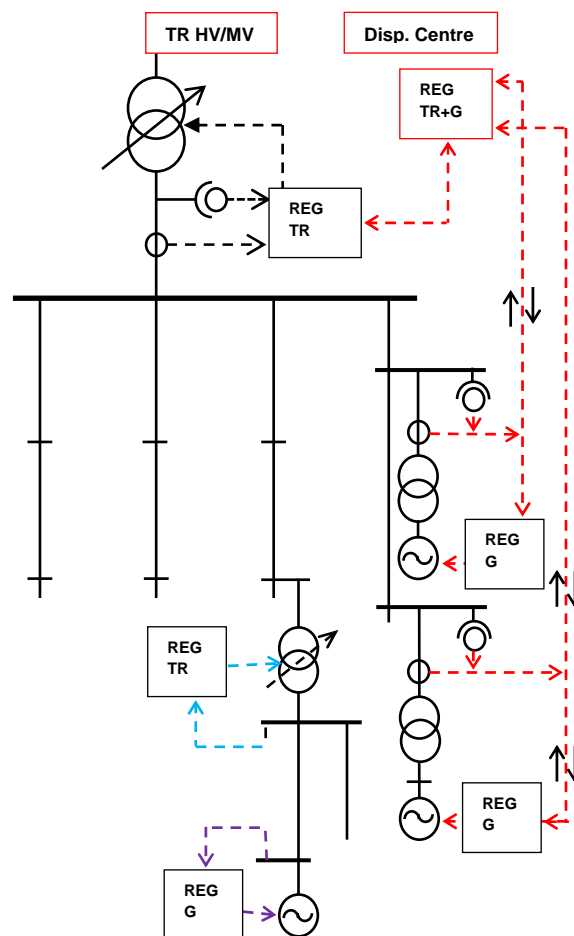 TR HV/MV
Disp. Centre
REG
TR+G
REG
TR
REG
G
REG
TR
REG
G
REG
G